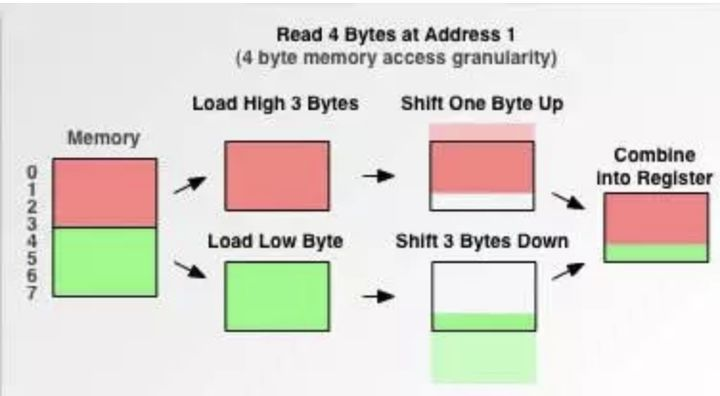 Read 4 Bytes at Address 1
(4 byte memory access granularity)
Load High 3 Bytes
Shift One Byte Up
Memory
Combine
into Register
0
1
2
3
4
5
6
7
Load Low Byte
Shift 3 Bytes Down